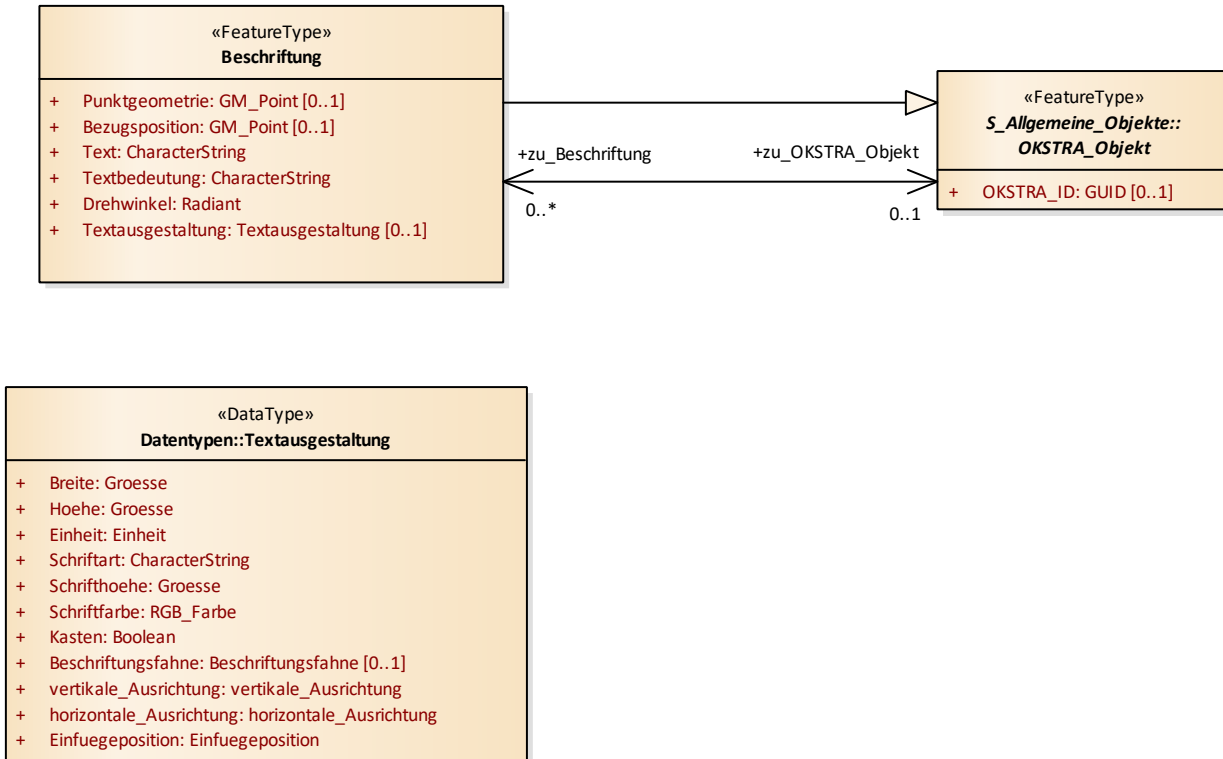 «FeatureType»
Beschriftung
+ Punktgeometrie: GM_Point [0..1]
+ Bezugsposition: GM_Point [0..1]
+ Text: CharacterString
+ Textbedeutung: CharacterString
+ Drehwinkel: Radiant
+ Textausgestaltung: Textausgestaltung [0..1]
+zu_Beschriftung
0..*
+zu_OKSTRA_Objekt
0..1
«FeatureType»
S_Allgemeine_Objekte::
OKSTRA_Objekt
+ OKSTRA_ID: GUID [0..1]
«DataType»
Datentypen::Textausgestaltung
+ Breite: Groesse
+ Hoehe: Groesse
+ Einheit: Einheit
+ Schriftart: CharacterString
+ Schrifthoehe: Groesse
+ Schriftfarbe: RGB_Farbe
+ Kasten: Boolean
+ Beschriftungsfahne: Beschriftungsfahne [0..1]
+ vertikale_Ausrichtung: vertikale_Ausrichtung
+ horizontale_Ausrichtung: horizontale_Ausrichtung
+ Einfuegeposition: Einfuegeposition